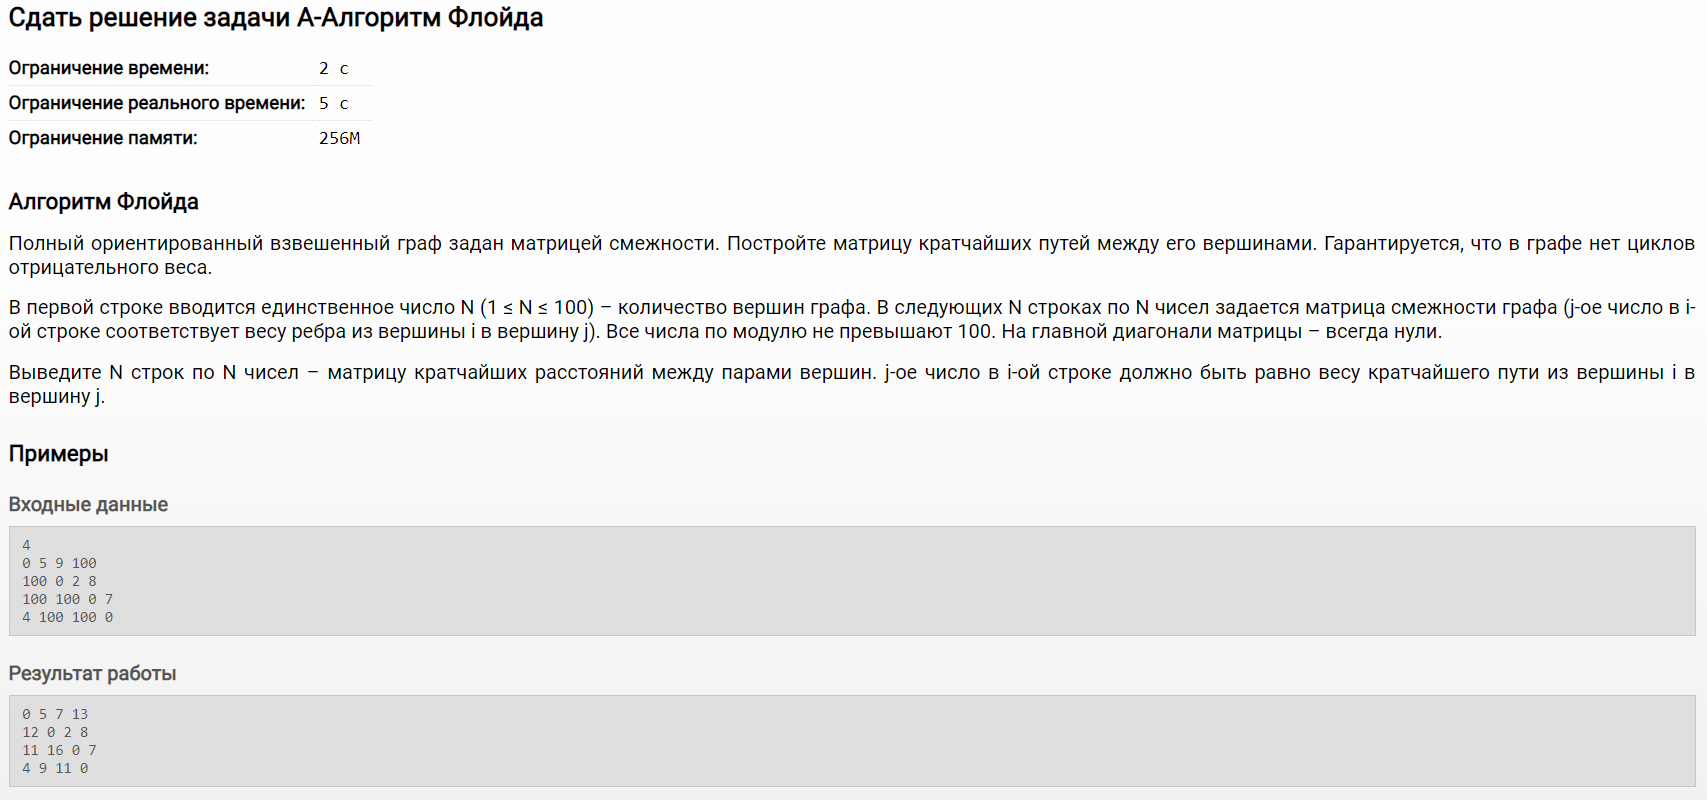 Сдать решение задачи A-Алгоритм Флойда
Ограничение времени: 2 с
Ограничение реального времени: 5 с
Ограничение памяти: 256M
Алгоритм Флойда
Полный ориентированный взвешенный граф задан матрицей смежности. Постройте матрицу кратчайших путей между его вершинами. Гарантируется, что в графе нет циклов
отрицательного веса.
В первой строке вводится единственное число N (1 ≤ N ≤ 100) – количество вершин графа. В следующих N строках по N чисел задается матрица смежности графа (j-ое число в i-
ой строке соответствует весу ребра из вершины i в вершину j). Все числа по модулю не превышают 100. На главной диагонали матрицы – всегда нули.
Выведите N строк по N чисел – матрицу кратчайших расстояний между парами вершин. j-ое число в i-ой строке должно быть равно весу кратчайшего пути из вершины i в
вершину j.
Примеры
Входные данные
4
0 5 9 100
100 0 2 8
100 100 0 7
4 100 100 0
Результат работы
0 5 7 13
12 0 2 8
11 16 0 7
4 9 11 0